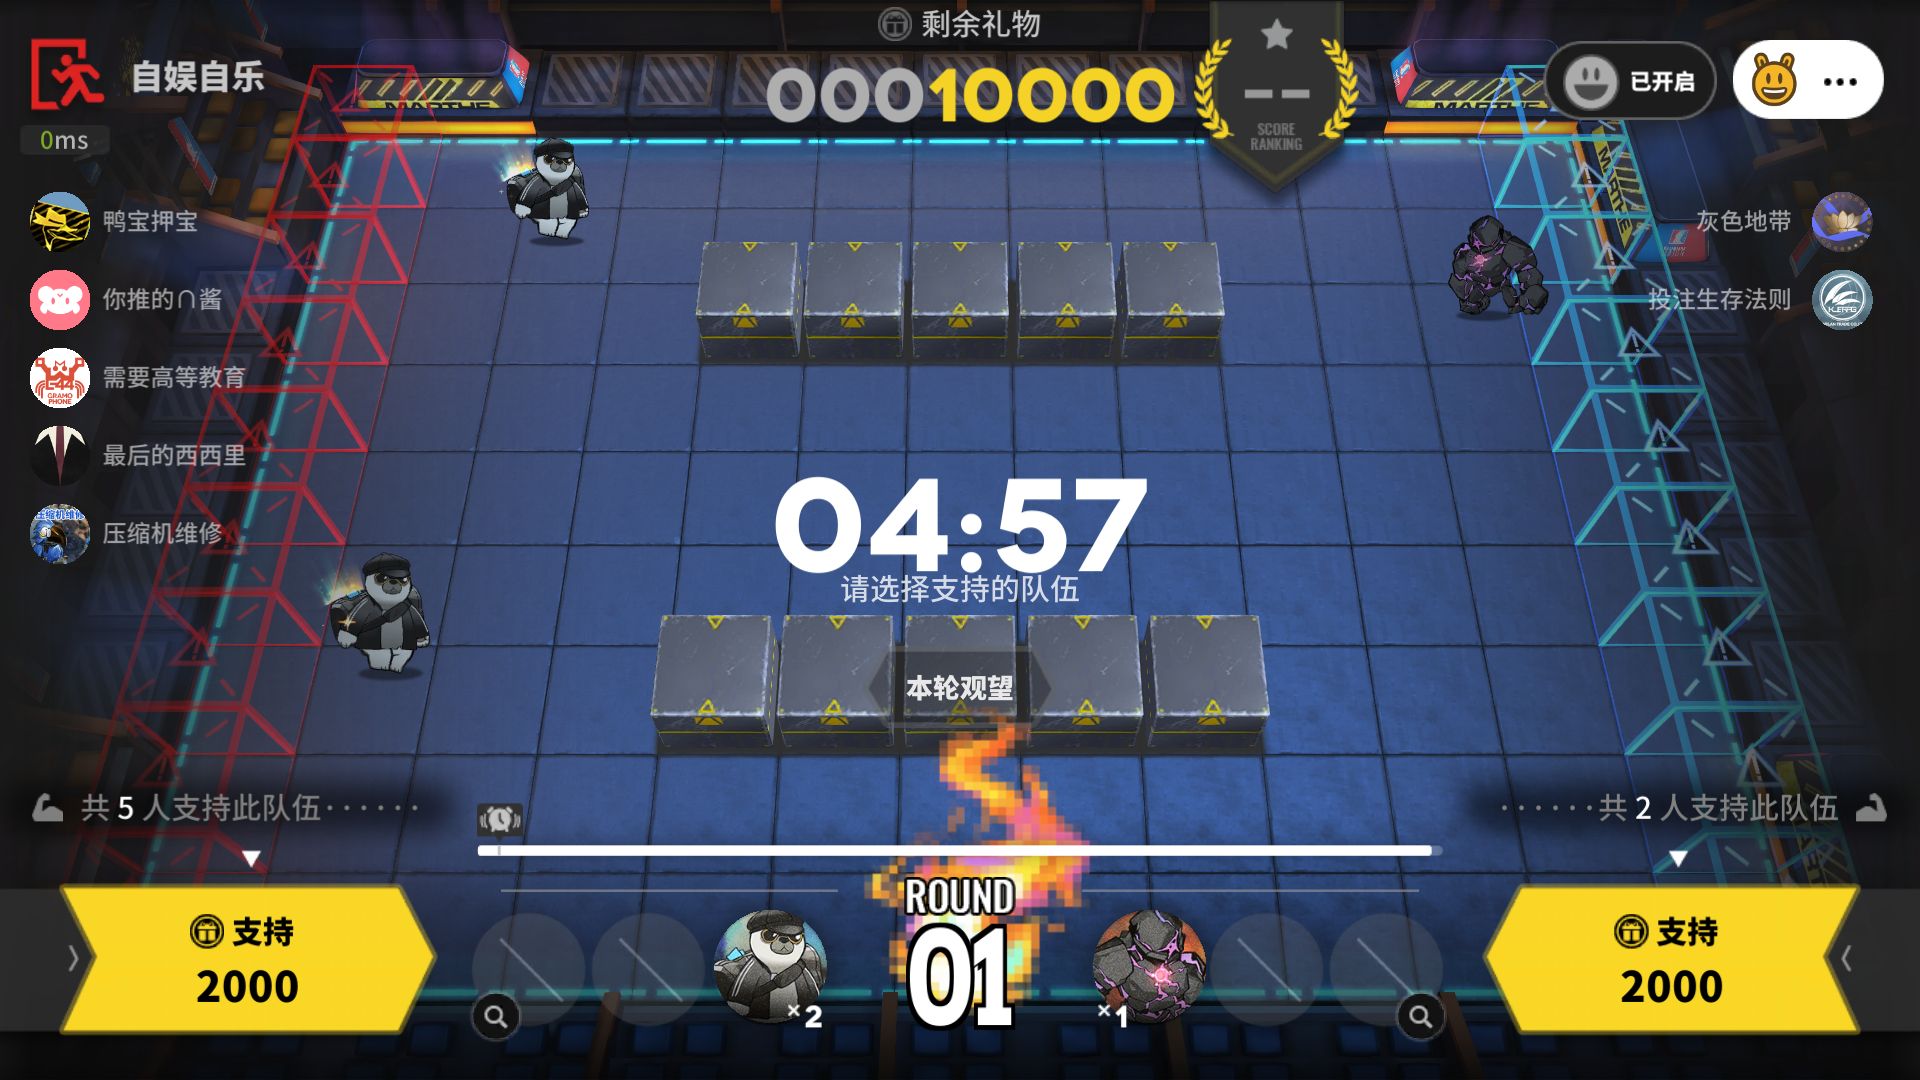 剩余礼物
00010000
自娱自乐
0ms
SCORE
RANKING
已开启
鸭宝押宝
你推的∩酱
需要高等教育
最后的西西里
压缩机维修
灰色地带
投注生存法则
04:57
请选择支持的队伍
本轮观望
共 5 人支持此队伍······
······共 2 人支持此队伍
支持
2000
×2
ROUND
01
×1
支持
2000